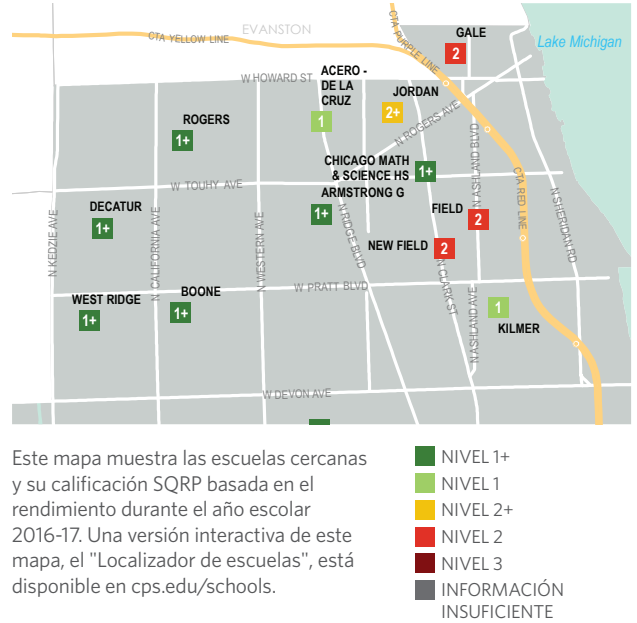 EVANSTON
GALE
CTA YELLOW LINE
CTA PURPLE LINE
2
Lake Michigan
W HOWARD ST
ACERO -
DE LA
CRUZ
JORDAN
1
2+
N ROGERS AVE
ROGERS
1+
CHICAGO MATH
& SCIENCE HS
1+
N ASHLAND BLVD
CTA RED LINE
W TOUHY AVE
ARMSTRONG G
1+
DECATUR
1+
FIELD
2
NEW FIELD
2
N KEDZIE AVE
N CALIFORNIA AVE
N WESTERN AVE
N RIDGE BLVD
N CLARK ST
N SHERIDAN RD
WEST RIDGE
1+
BOONE
1+
W PRATT BLVD
N ASHLAND AVE
1
KILMER
W DEVON AVE
Este mapa muestra las escuelas cercanas
y su calificación SQRP basada en el
rendimiento durante el año escolar
2016-17. Una versión interactiva de este
mapa, el "Localizador de escuelas", está
disponible en cps.edu/schools.
NIVEL 1+
NIVEL 1
NIVEL 2+
NIVEL 2
NIVEL 3
INFORMACIÓN
INSUFICIENTE